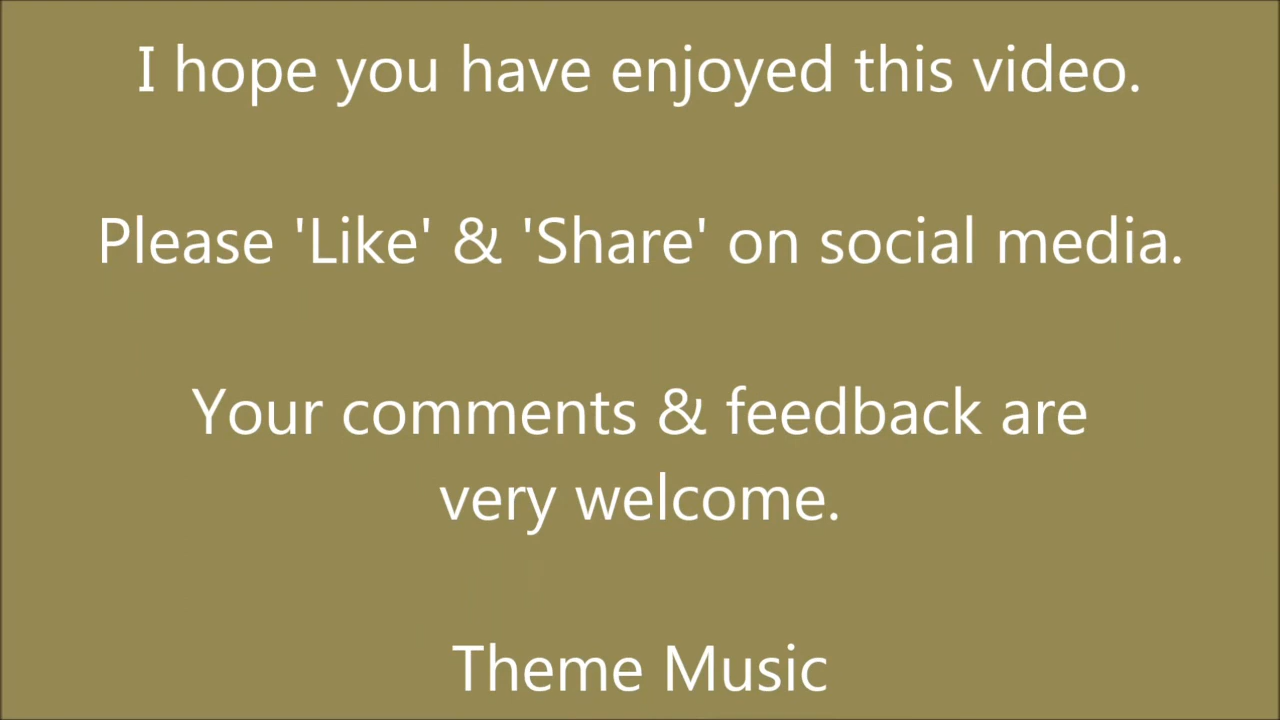 I hope you have enjoyed this video.
Please 'Like' & 'Share' on social media.
Your comments & feedback are
very welcome.
Theme Music